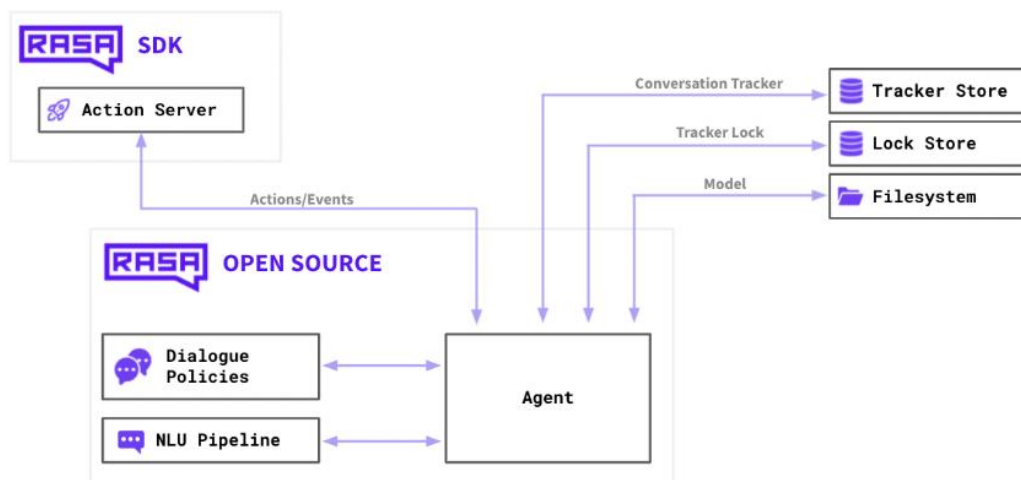 RASA SDK
Action Server
Conversation Tracker
Tracker Store
Tracker Lock
Lock Store
Model
Filesystem
Actions/Events
RASA OPEN SOURCE
Dialogue
Policies
Agent
NLU Pipeline